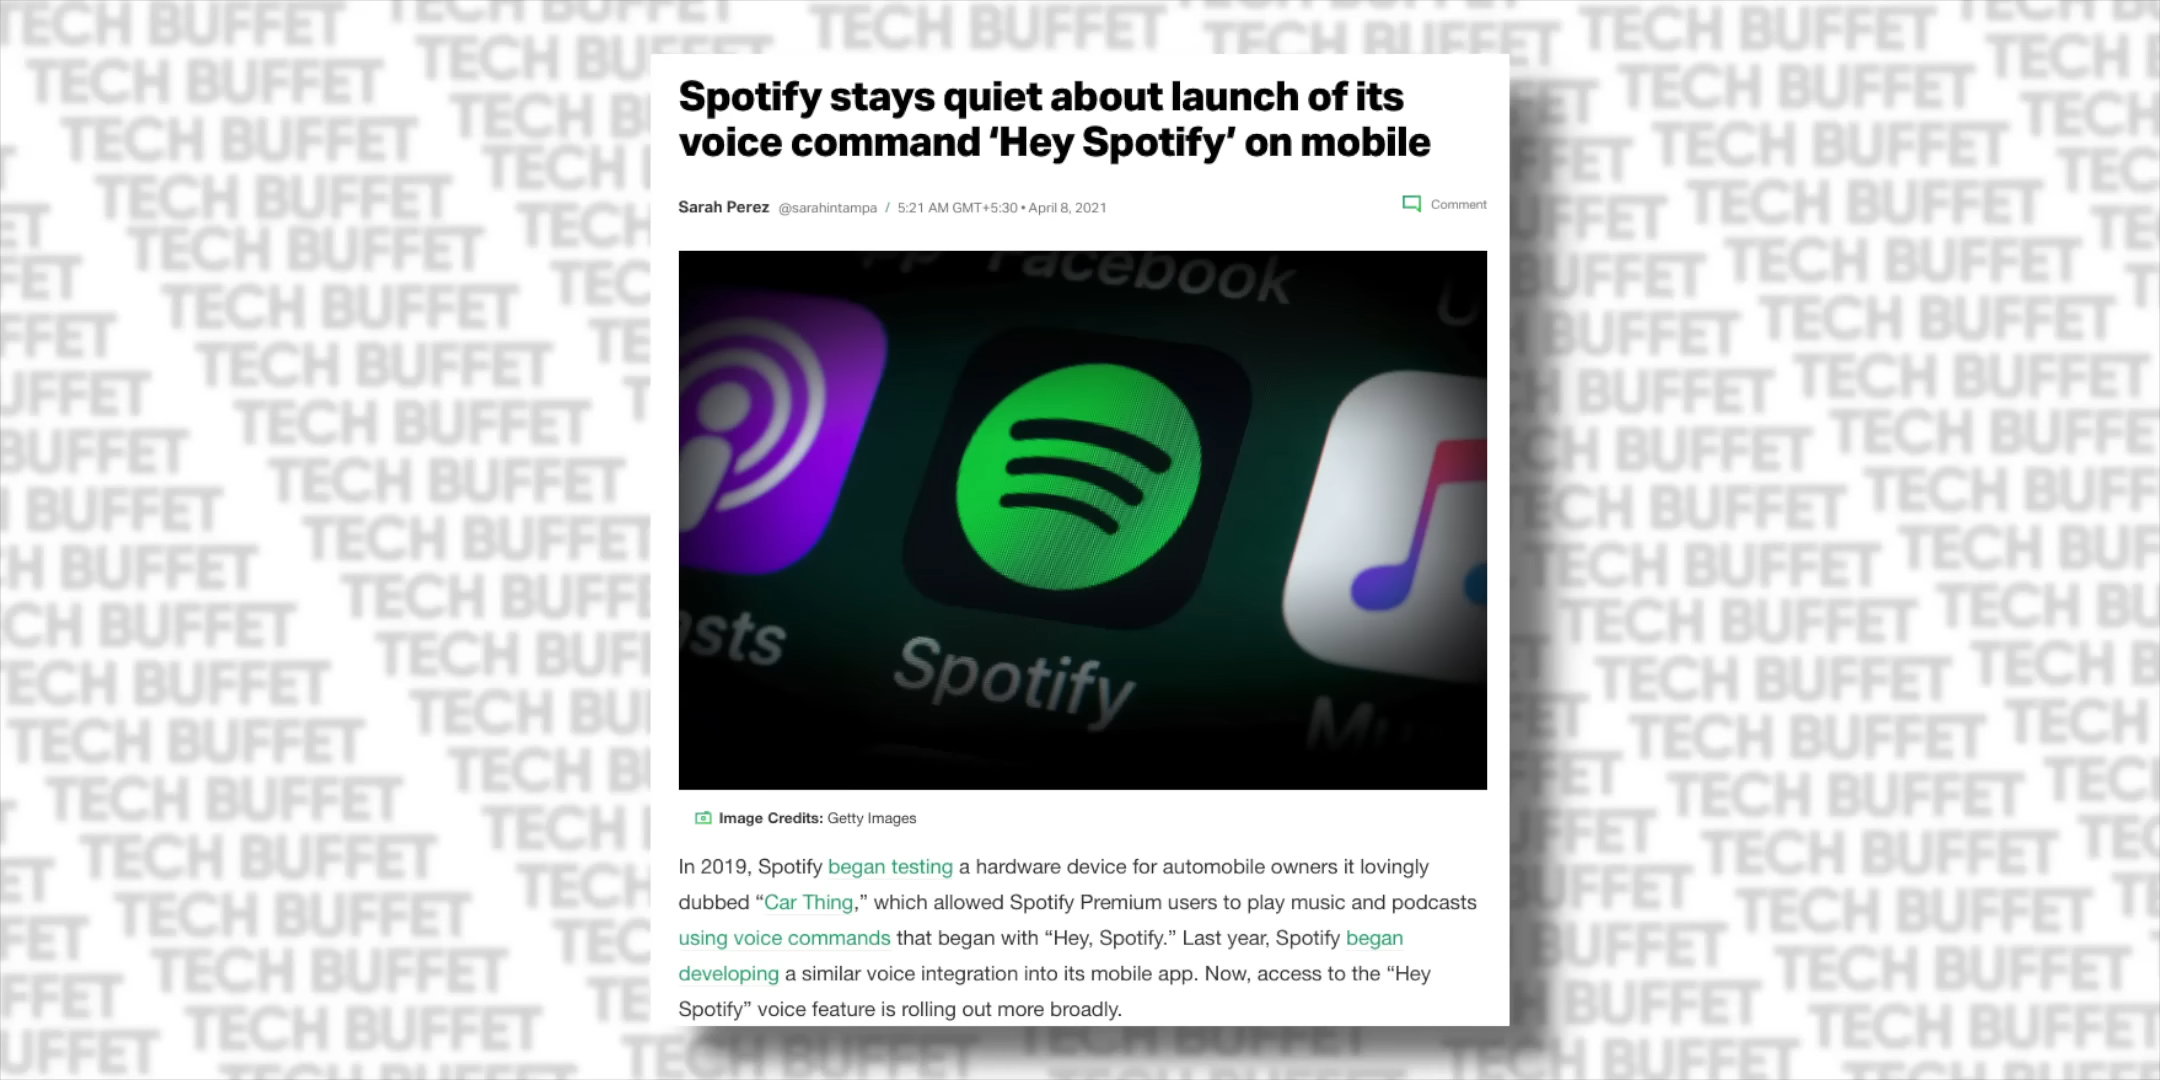 Spotify stays quiet about launch of its
voice command ‘Hey Spotify’ on mobile
Sarah Perez @sarahintampa / 5:21 AM GMT+5:30 • April 8, 2021
Comment
Facebook
sts
Spotify
Image Credits: Getty Images
In 2019, Spotify began testing a hardware device for automobile owners it lovingly
dubbed “Car Thing,” which allowed Spotify Premium users to play music and podcasts
using voice commands that began with “Hey, Spotify.” Last year, Spotify began
developing a similar voice integration into its mobile app. Now, access to the “Hey
Spotify” voice feature is rolling out more broadly.
TECH BUFFET